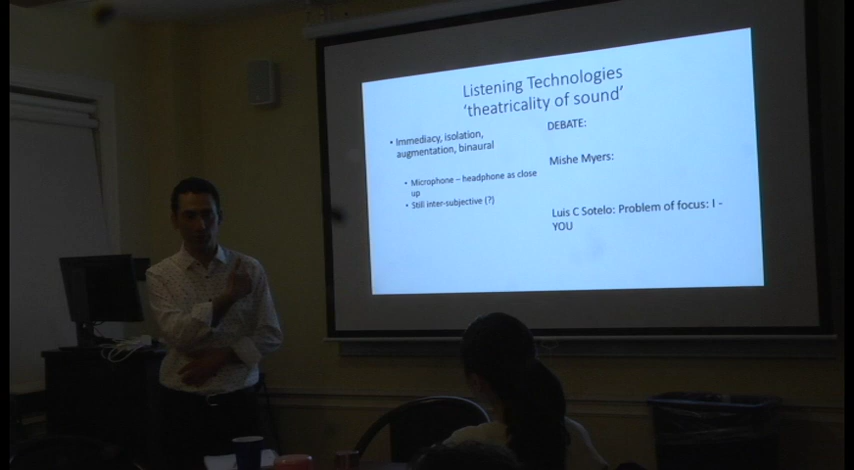 Listening Technologies
'theatricality of sound'
• Immediacy, isolation,
augmentation, binaural
• Microphone – headphone as close
up
• Still inter-subjective (?)
DEBATE:
Mishe Myers:
Luis C Sotelo: Problem of focus: I -
YOU